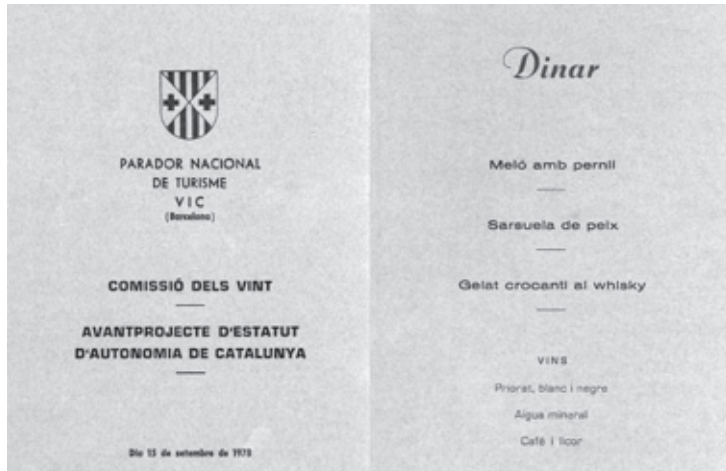 PARADOR NACIONAL
DE TURISME
VIC
(Barcelona)
COMISSIÓ DELS VINT
AVANTPROJECTE D'ESTATUT
D'AUTONOMIA DE CATALUNYA
Dia 15 de setembre de 1978
Dinar
Meló amb pernil
Sarsuela de peix
Gelat crocanti al whisky
VINS
Priorat, blanc i negre
Aigua mineral
Café i licor